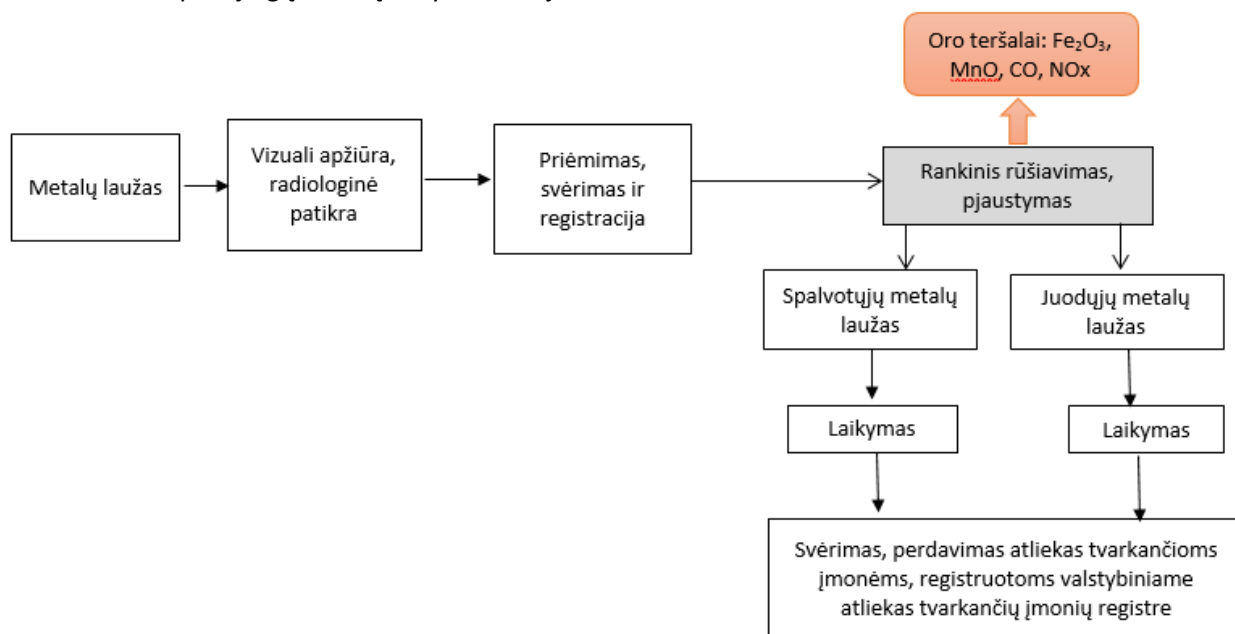 Oro teršalai: Fe₂O₃,
MnO, CO, NOx
Metalų laužas
Vizuali apžiūra,
radiologinė
patikra
Priėmimas,
svėrimas ir
registracija
Rankinis rūšiavimas,
pjaustymas
Spalvotųjų metalų
laužas
Juodųjų metalų
laužas
Laikymas
Laikymas
Svėrimas, perdavimas atliekas tvarkančioms
įmonėms, registruotoms valstybiniame
atliekas tvarkančių įmonių registre